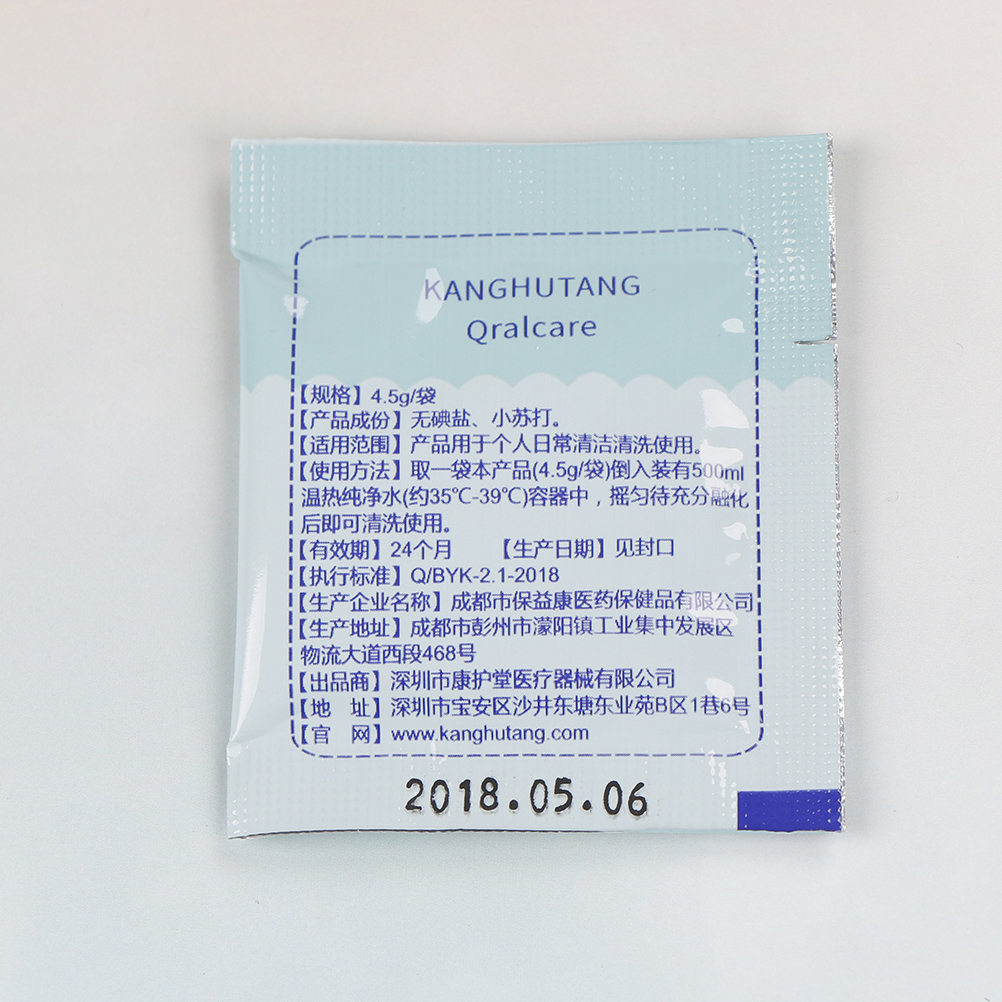 KANGHUTANG
Qralcare
【规格】4.5g/袋
【产品成份】无碘盐、小苏打。
【适用范围】产品用于个人日常清洁清洗使用。
【使用方法】取一袋本产品(4.5g/袋)倒入装有500ml
温热纯净水(约35℃-39℃)容器中，摇匀待充分融化
后即可清洗使用。
【有效期】24个月 【生产日期】见封口
【执行标准】Q/BYK-2.1-2018
【生产企业名称】成都市保益康医药保健品有限公司
【生产地址】成都市彭州市濛阳镇工业集中发展区
物流大道西段468号
【出品商】深圳市康护堂医疗器械有限公司
【地 址】深圳市宝安区沙井东塘东业苑B区1巷6号
【官 网】www.kanghutang.com
2018.05.06